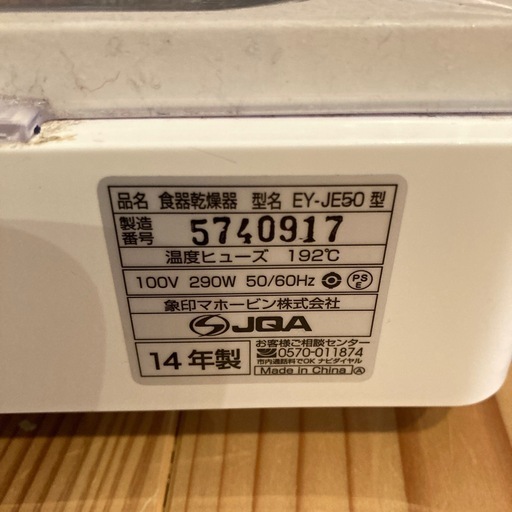 品名 食器乾燥器 型名 EY-JE50 型
製造番号 5740917
温度ヒューズ 192℃
100V 290W 50/60Hz PSE
象印マホービン株式会社
JQA
14年製
お客様ご相談センター
0570-011874
市内通話料でOK ナビダイヤル
Made in China Ⓐ